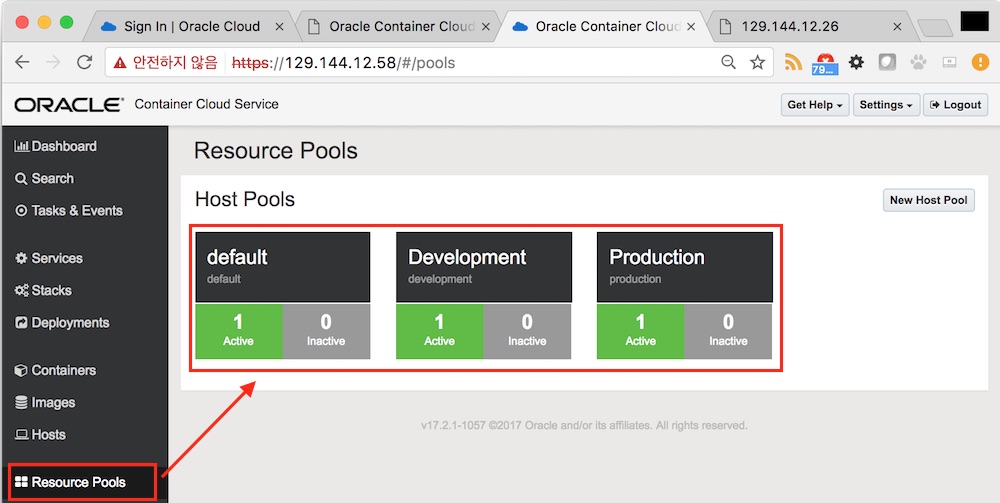 Sign In | Oracle Cloud
Oracle Container Cloud
Oracle Container Cloud
129.144.12.26
안전하지 않음 https://129.144.12.58/#/pools
79...
ORACLE® Container Cloud Service
Get Help
Settings
Logout
Dashboard
Search
Tasks & Events
Services
Stacks
Deployments
Containers
Images
Hosts
Resource Pools
Resource Pools
Host Pools
New Host Pool
default
default
1
Active
0
Inactive
Development
development
1
Active
0
Inactive
Production
production
1
Active
0
Inactive
v17.2.1-1057 ©2017 Oracle and/or its affiliates. All rights reserved.